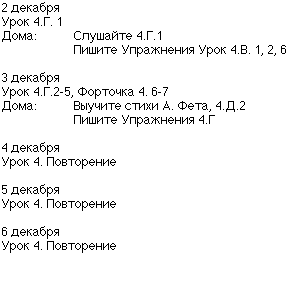 2 декабря
Урок 4.Г. 1
Дома: Слушайте 4.Г.1
Пишите Упражнения Урок 4.В. 1, 2, 6
3 декабря
Урок 4.Г.2-5, Форточка 4. 6-7
Дома: Выучите стихи А. Фета, 4.Д.2
Пишите Упражнения 4.Г
4 декабря
Урок 4. Повторение
5 декабря
Урок 4. Повторение
6 декабря
Урок 4. Повторение